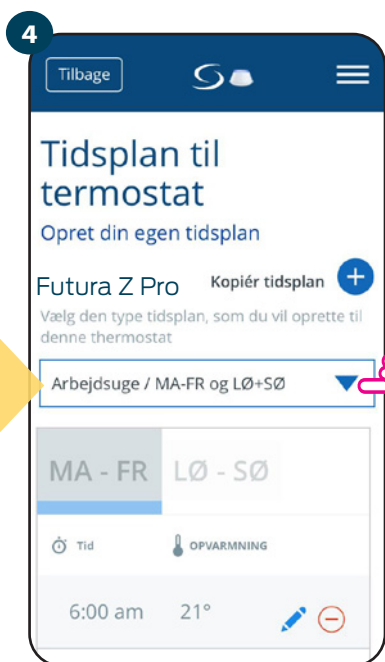 4
Tilbage
Tidsplan til
termostat
Opret din egen tidsplan
Futura Z Pro Kopiér tidsplan
Vælg den type tidsplan, som du vil oprette til
denne thermostat
Arbejdsuge / MA-FR og LØ+SØ
MA - FR LØ - SØ
Tid OPVARMNING
6:00 am 21°